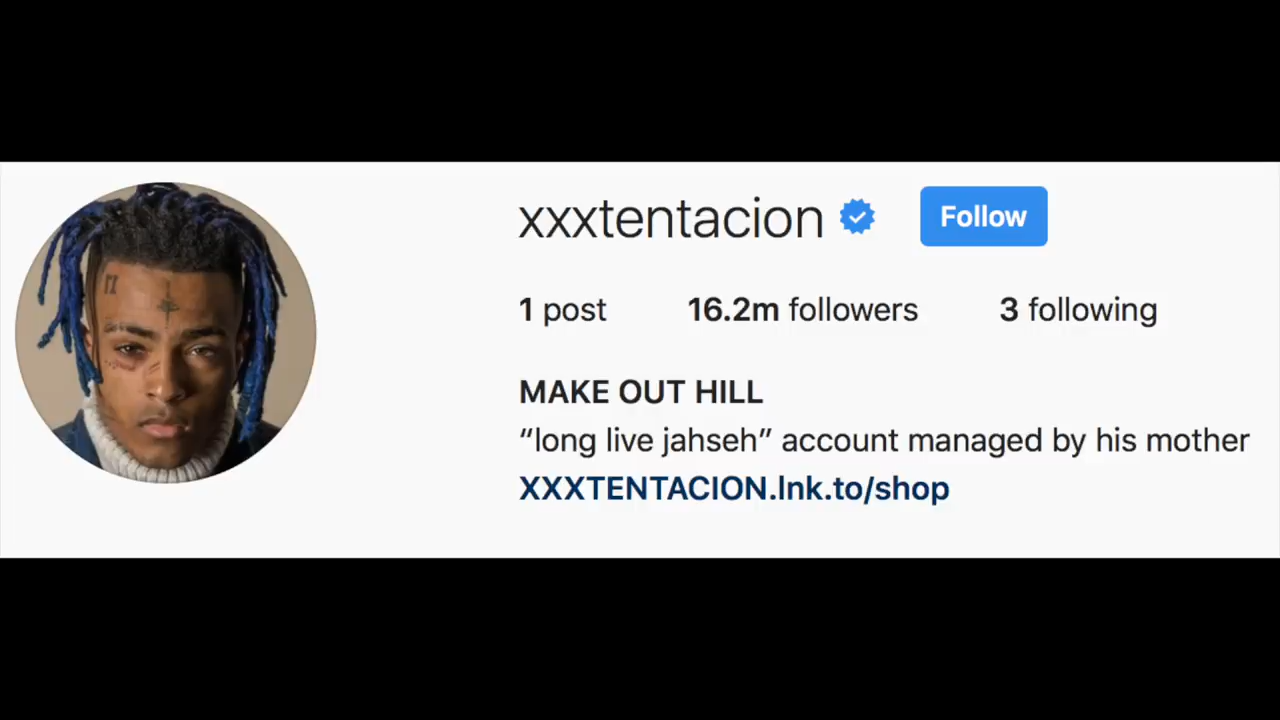 xxxtentacion Follow
1 post 16.2m followers 3 following
MAKE OUT HILL
“long live jahseh” account managed by his mother
XXXTENTACION.lnk.to/shop